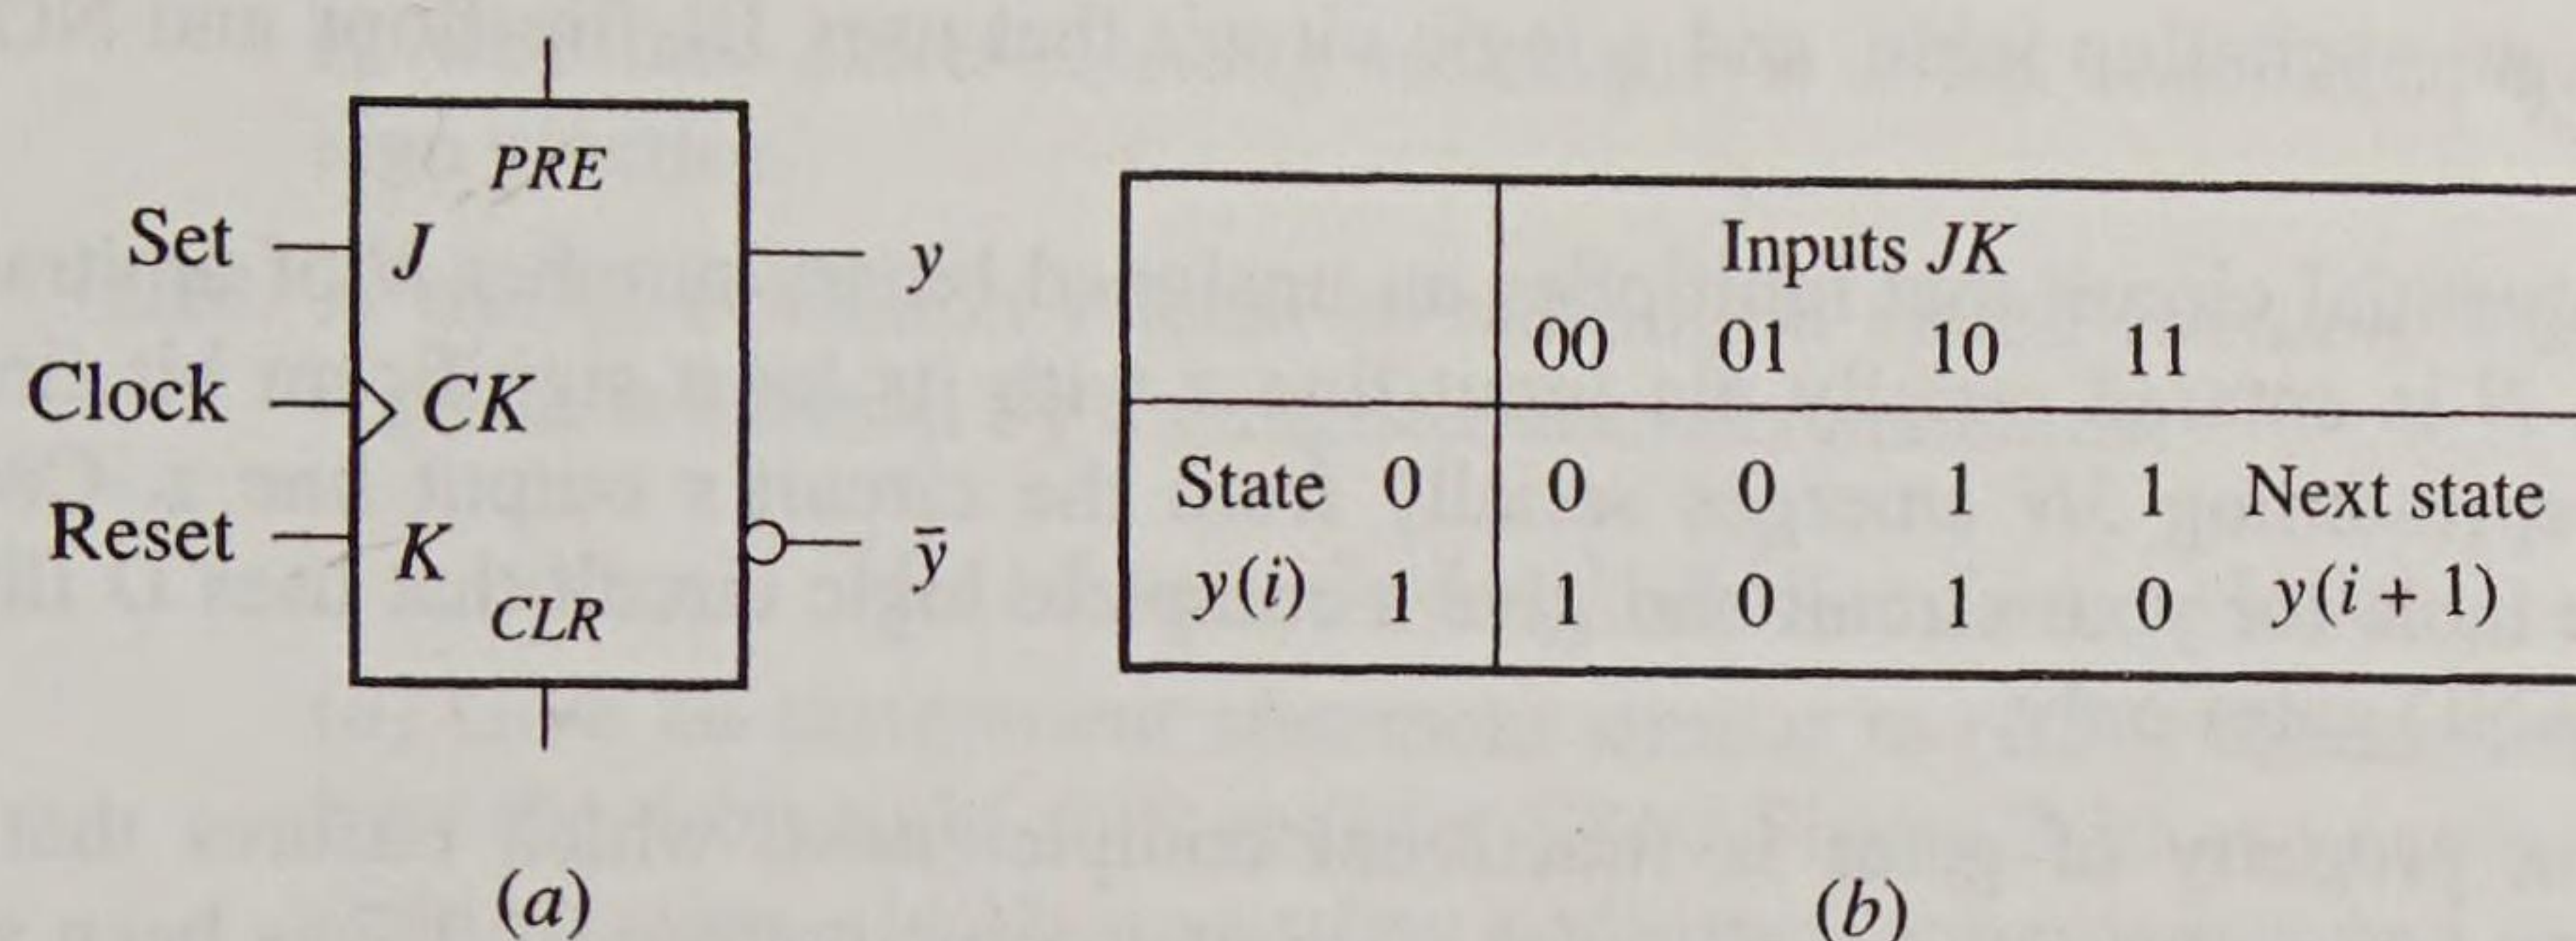 PRE
Set
J
y
Clock
CK
Reset
K
ȳ
CLR
(a)
Inputs JK
00 01 10 11
State 0 0 0 1 1 Next state
y(i) 1 1 0 1 0 y(i + 1)
(b)